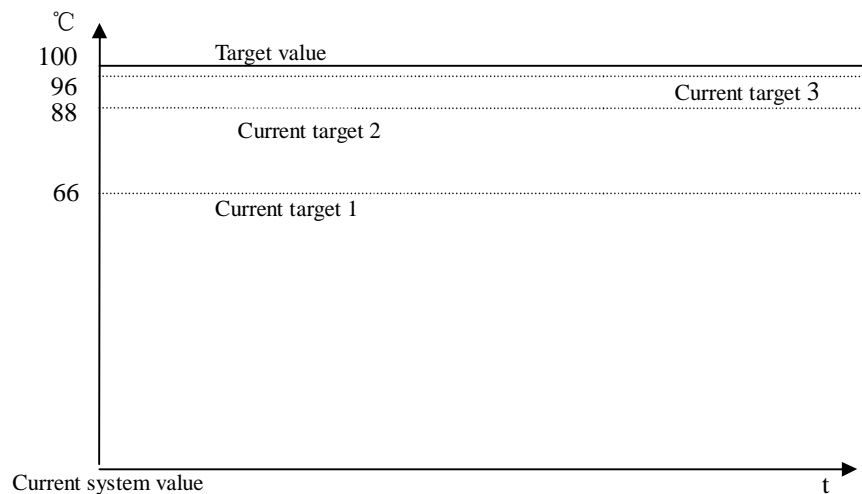 ℃
100
Target value
96
Current target 3
88
Current target 2
66
Current target 1
Current system value
t